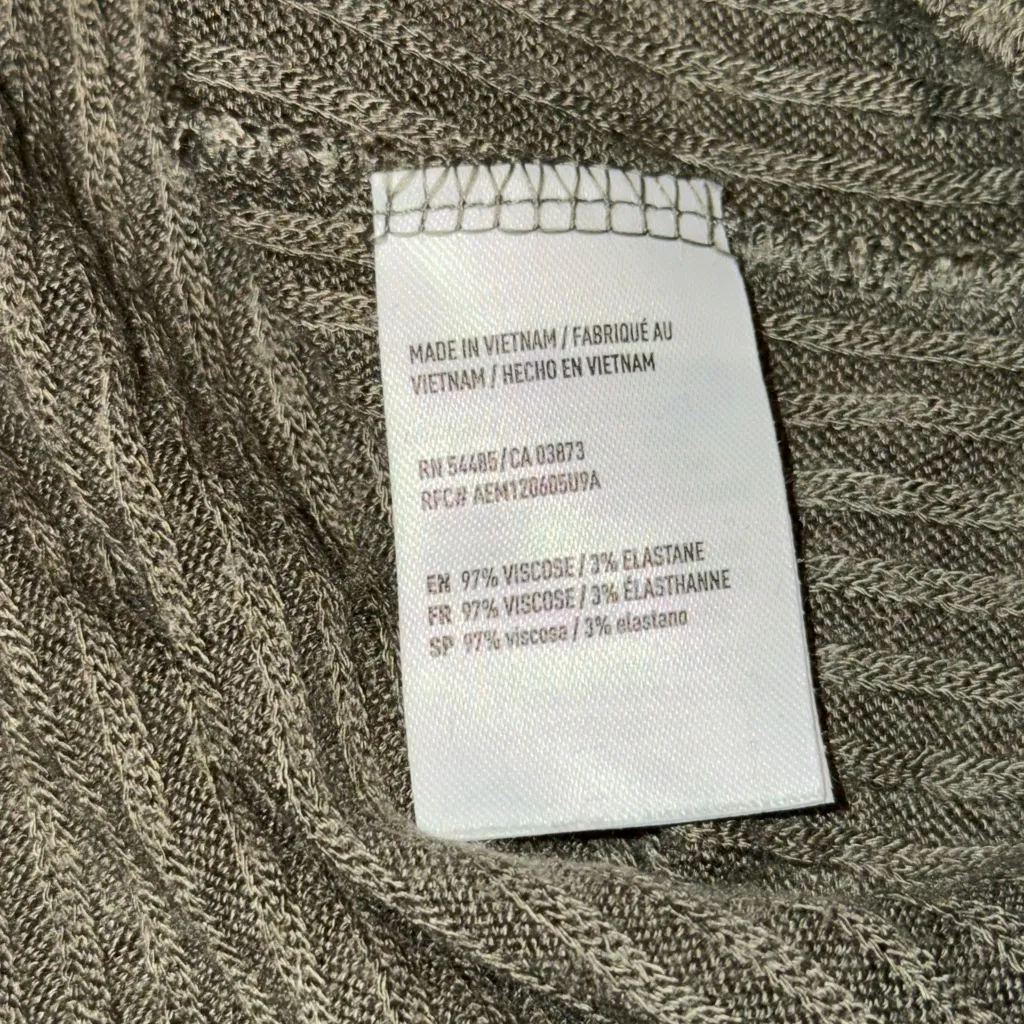 MADE IN VIETNAM / FABRIQUÉ AU
VIETNAM / HECHO EN VIETNAM
RN 54485/CA 03873
RFC# AEM120605U9A
EN 97% VISCOSE / 3% ELASTANE
FR 97% VISCOSE / 3% ÉLASTHANNE
SP 97% viscosa / 3% elastano